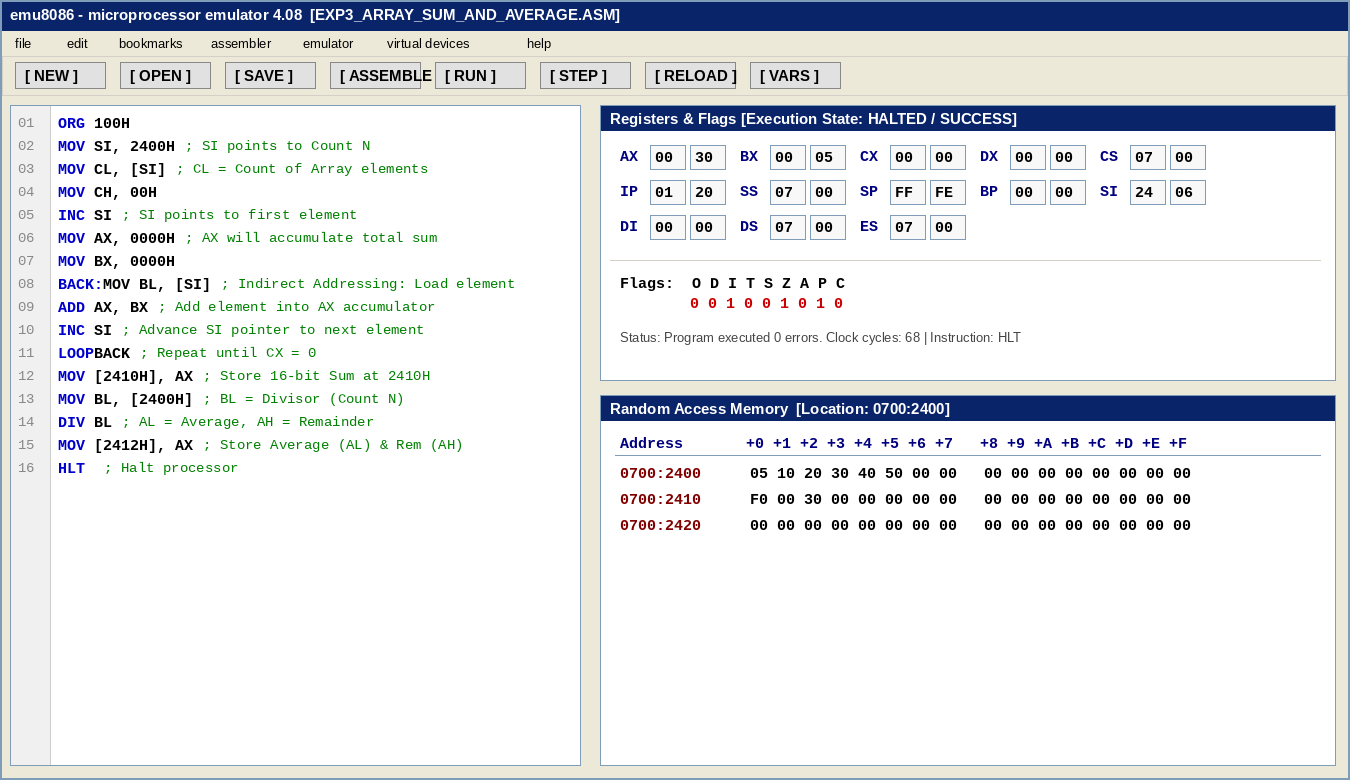 emu8086 - microprocessor emulator 4.08  [EXP3_ARRAY_SUM_AND_AVERAGE.ASM]
file edit bookmarks assembler emulator virtual devices help
[ NEW ] [ OPEN ] [ SAVE ] [ ASSEMBLE [ RUN ] [ STEP ] [ RELOAD ] [ VARS ]
01 ORG 100H
02 MOV SI, 2400H ; SI points to Count N
03 MOV CL, [SI] ; CL = Count of Array elements
04 MOV CH, 00H
05 INC SI ; SI points to first element
06 MOV AX, 0000H ; AX will accumulate total sum
07 MOV BX, 0000H
08 BACK:MOV BL, [SI] ; Indirect Addressing: Load element
09 ADD AX, BX ; Add element into AX accumulator
10 INC SI ; Advance SI pointer to next element
11 LOOPBACK ; Repeat until CX = 0
12 MOV [2410H], AX ; Store 16-bit Sum at 2410H
13 MOV BL, [2400H] ; BL = Divisor (Count N)
14 DIV BL ; AL = Average, AH = Remainder
15 MOV [2412H], AX ; Store Average (AL) & Rem (AH)
16 HLT ; Halt processor
Registers & Flags [Execution State: HALTED / SUCCESS]
AX 00 30 BX 00 05 CX 00 00 DX 00 00 CS 07 00
IP 01 20 SS 07 00 SP FF FE BP 00 00 SI 24 06
DI 00 00 DS 07 00 ES 07 00
Flags: O D I T S Z A P C
0 0 1 0 0 1 0 1 0
Status: Program executed 0 errors. Clock cycles: 68 | Instruction: HLT
Random Access Memory  [Location: 0700:2400]
Address +0 +1 +2 +3 +4 +5 +6 +7 +8 +9 +A +B +C +D +E +F
0700:2400 05 10 20 30 40 50 00 00 00 00 00 00 00 00 00 00
0700:2410 F0 00 30 00 00 00 00 00 00 00 00 00 00 00 00 00
0700:2420 00 00 00 00 00 00 00 00 00 00 00 00 00 00 00 00